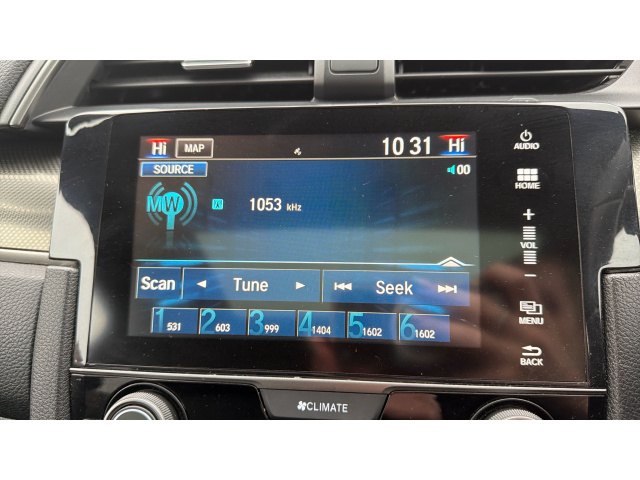 Hi MAP 10 31 Hi
SOURCE 00
MW A 1053 kHz
Scan Tune Seek
1 531 2 603 3 999 4 1404 5 1602 6 1602
AUDIO
HOME
+
VOL
-
MENU
BACK
CLIMATE